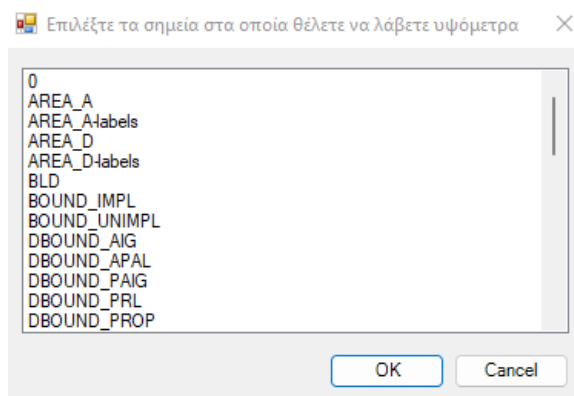 Επιλέξτε τα σημεία στα οποία θέλετε να λάβετε υψόμετρα
0
AREA_A
AREA_A-labels
AREA_D
AREA_D-labels
BLD
BOUND_IMPL
BOUND_UNIMPL
DBOUND_AIG
DBOUND_APAL
DBOUND_PAIG
DBOUND_PRL
DBOUND_PROP
OK Cancel